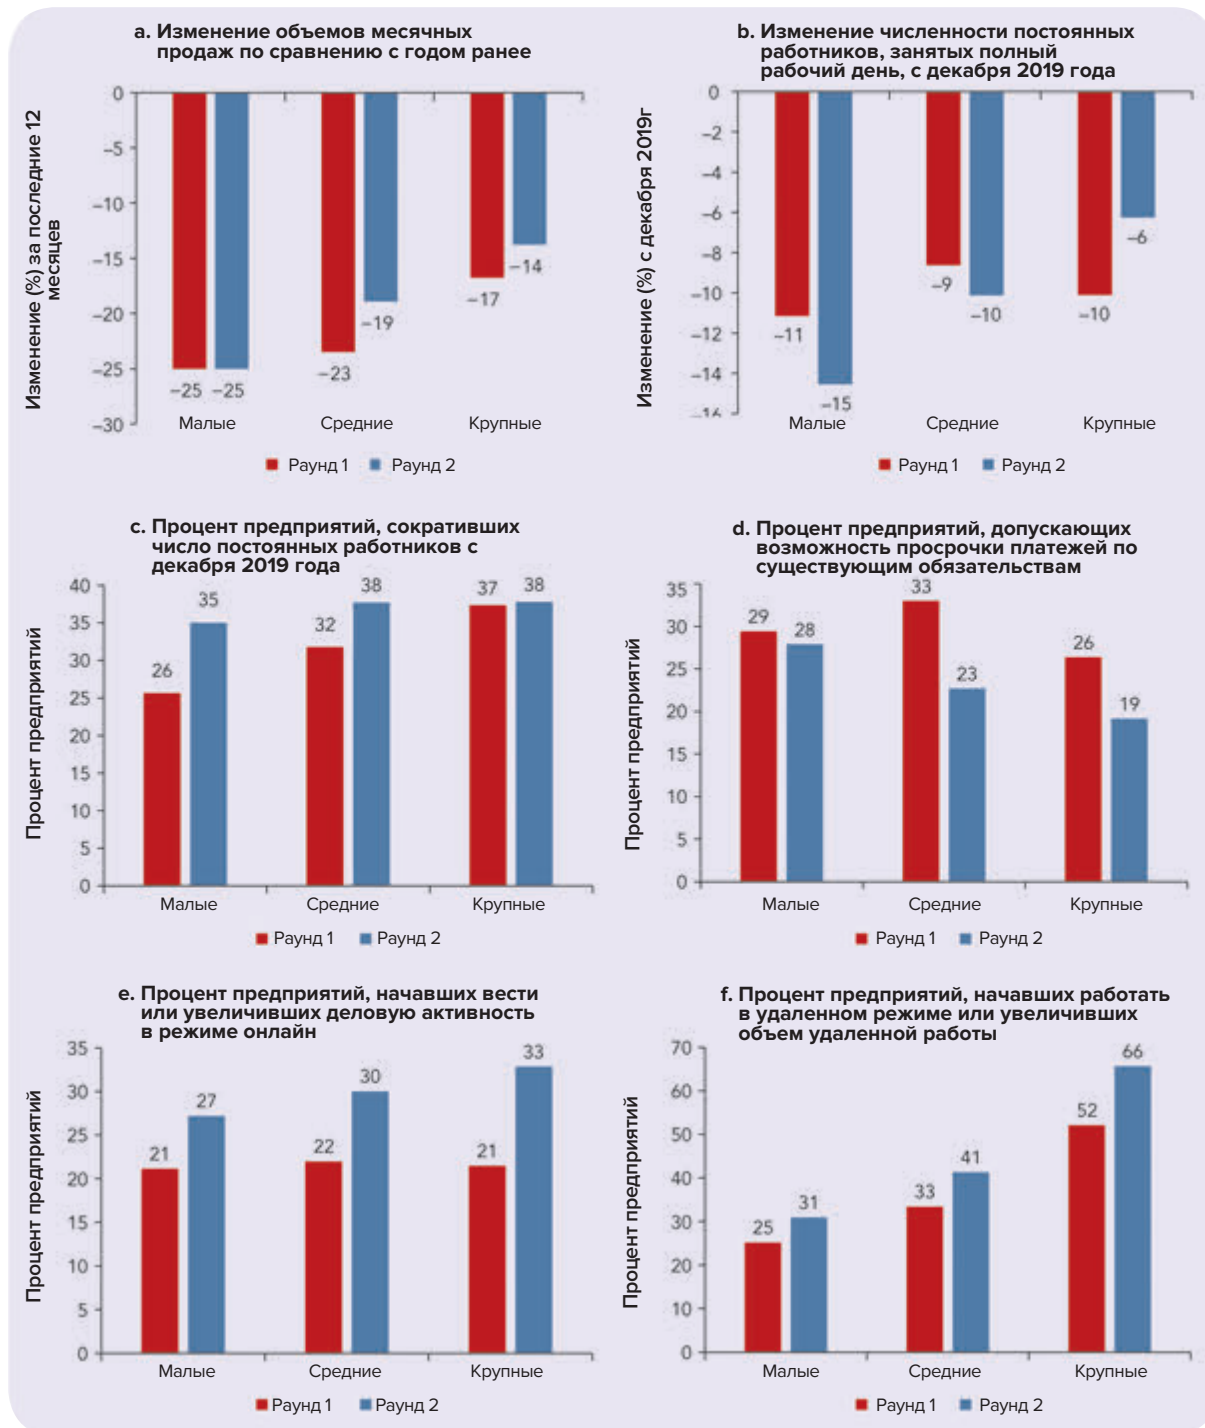 a. Изменение объемов месячных
продаж по сравнению с годом ранее
Изменение (%) за последние 12
месяцев
0
–5
–10
–15
–20
–25
–30
–25
–25
–23
–19
–17
–14
Малые
Средние
Крупные
Раунд 1
Раунд 2
b. Изменение численности постоянных
работников, занятых полный
рабочий день, с декабря 2019 года
Изменение (%) с декабря 2019г
0
–2
–4
–6
–8
–10
–12
–14
–16
–11
–15
–9
–10
–10
–6
Малые
Средние
Крупные
Раунд 1
Раунд 2
c. Процент предприятий, сокративших
число постоянных работников с
декабря 2019 года
Процент предприятий
40
35
30
25
20
15
10
5
0
26
35
32
38
37
38
Малые
Средние
Крупные
Раунд 1
Раунд 2
d. Процент предприятий, допускающих
возможность просрочки платежей по
существующим обязательствам
Процент предприятий
35
30
25
20
15
10
5
0
29
28
33
23
26
19
Малые
Средние
Крупные
Раунд 1
Раунд 2
e. Процент предприятий, начавших вести
или увеличивших деловую активность
в режиме онлайн
Процент предприятий
35
30
25
20
15
10
5
0
21
27
22
30
21
33
Малые
Средние
Крупные
Раунд 1
Раунд 2
f. Процент предприятий, начавших работать
в удаленном режиме или увеличивших
объем удаленной работы
Процент предприятий
70
60
50
40
30
20
10
0
25
31
33
41
52
66
Малые
Средние
Крупные
Раунд 1
Раунд 2